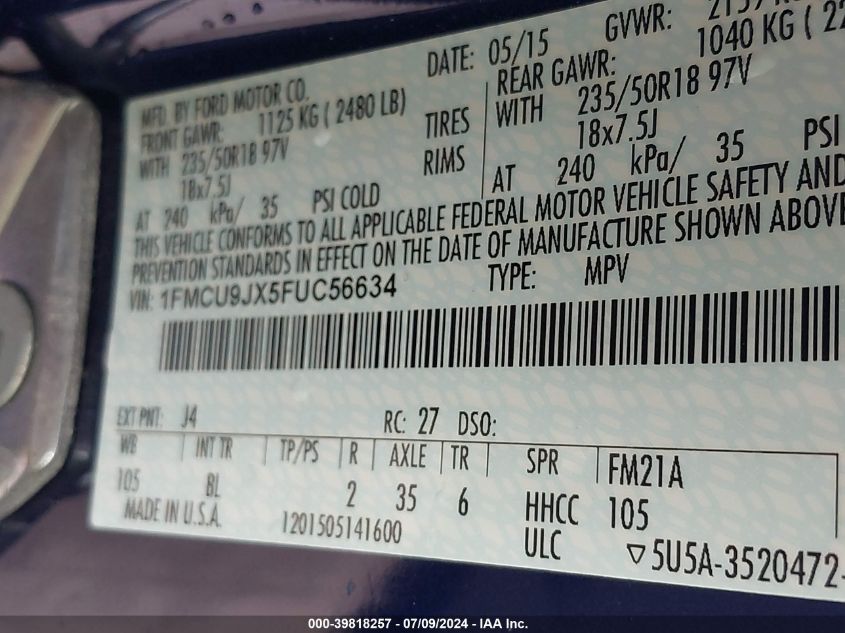 MFD. BY FORD MOTOR CO.
DATE: 05/15
GVWR:
FRONT GAWR: 1125 KG ( 2480 LB)
REAR GAWR: 1040 KG (
WITH 235/50R18 97V TIRES
WITH 235/50R18 97V
18x7.5J RIMS
18x7.5J
AT 240 kPa/ 35 PSI COLD
AT 240 kPa/ 35 PSI
THIS VEHICLE CONFORMS TO ALL APPLICABLE FEDERAL MOTOR VEHICLE SAFETY AND
PREVENTION STANDARDS IN EFFECT ON THE DATE OF MANUFACTURE SHOWN ABOVE
VIN: 1FMCU9JX5FUC56634 TYPE: MPV
EXT PNT: J4 RC: 27 DSO:
WB INT TR TP/PS R AXLE TR SPR FM21A
105 BL 2 35 6 HHCC 105
MADE IN U.S.A. 1201505141600 ULC ▽5U5A-3520472-
000-39818257 / 07/09/2024 - IAA Inc.